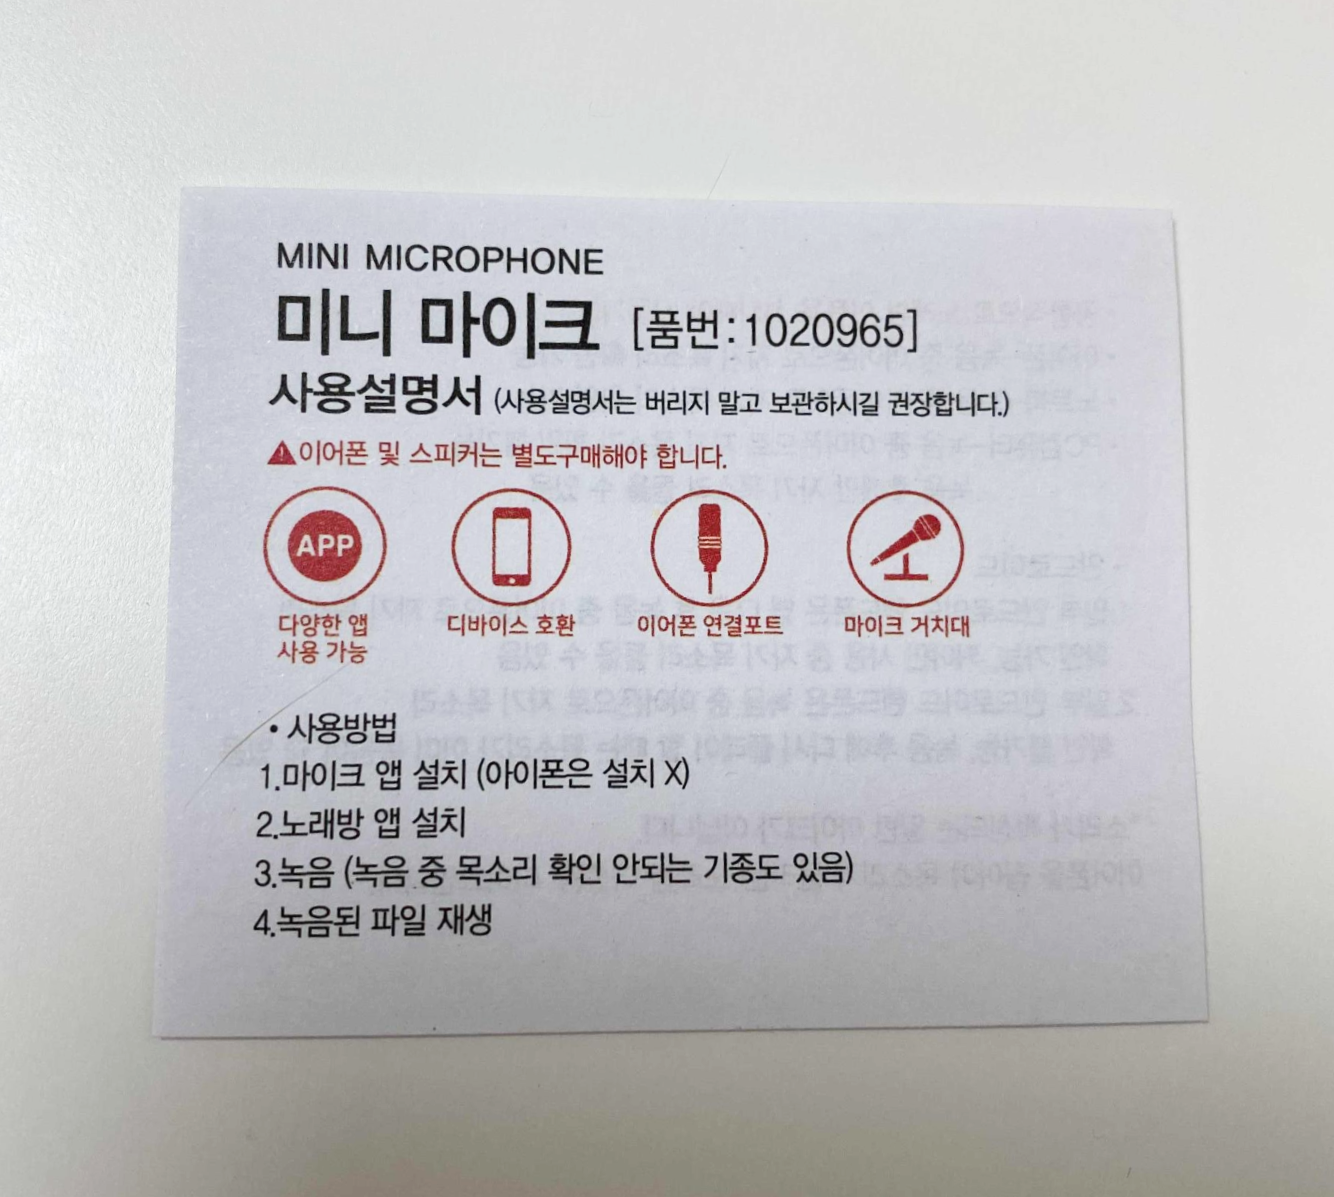 MINI MICROPHONE
미니 마이크 [품번:1020965]
사용설명서 (사용설명서는 버리지 말고 보관하시길 권장합니다.)
이어폰 및 스피커는 별도구매해야 합니다.
APP
다양한 앱
사용 가능
디바이스 호환
이어폰 연결포트
마이크 거치대
• 사용방법
1.마이크 앱 설치 (아이폰은 설치 X)
2.노래방 앱 설치
3.녹음 (녹음 중 목소리 확인 안되는 기종도 있음)
4.녹음된 파일 재생